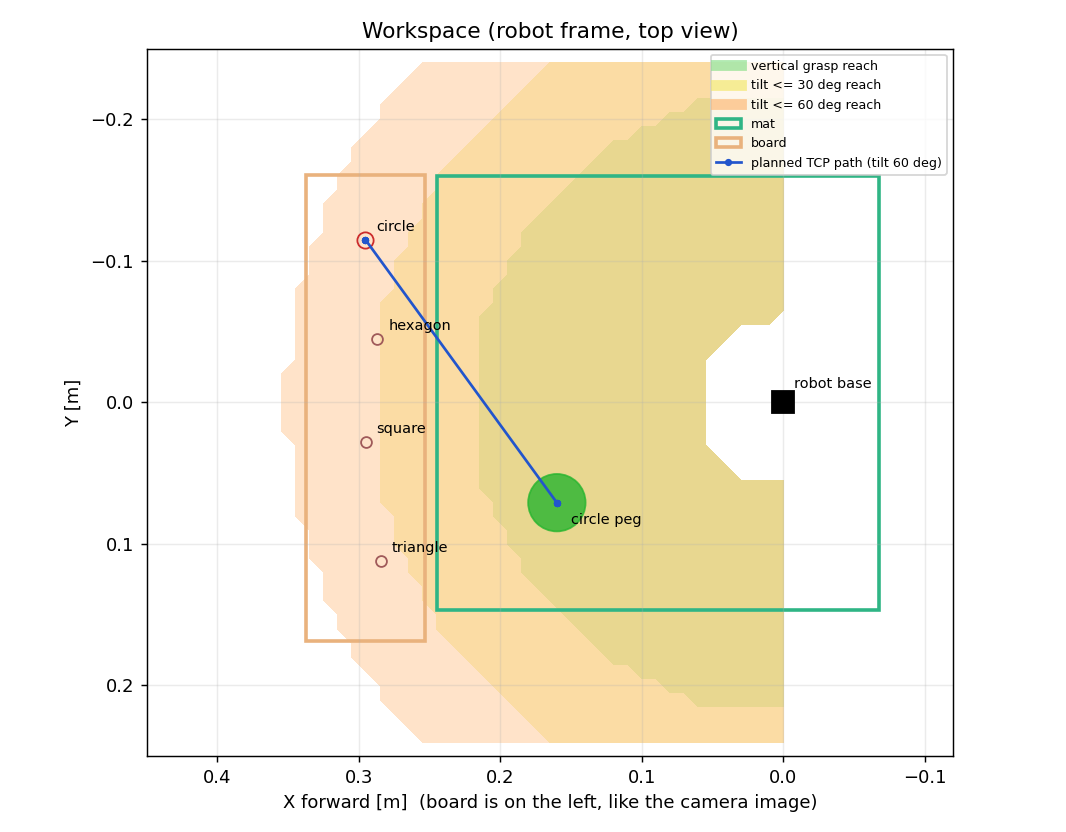 Workspace (robot frame, top view)
vertical grasp reach
tilt <= 30 deg reach
tilt <= 60 deg reach
mat
board
planned TCP path (tilt 60 deg)
−0.2
−0.1
0.0
0.1
0.2
Y [m]
circle
hexagon
robot base
square
circle peg
triangle
0.4
0.3
0.2
0.1
0.0
−0.1
X forward [m]  (board is on the left, like the camera image)